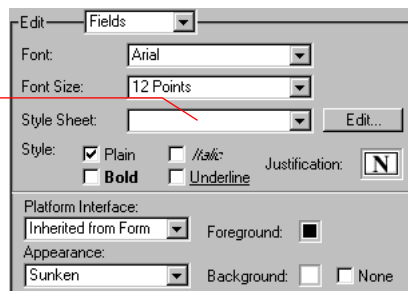 Edit Fields
Font: Arial
Font Size: 12 Points
Style Sheet: Edit...
Style: Plain Italic Justification: N
Bold Underline
Platform Interface:
Inherited from Form Foreground:
Appearance:
Sunken Background: None